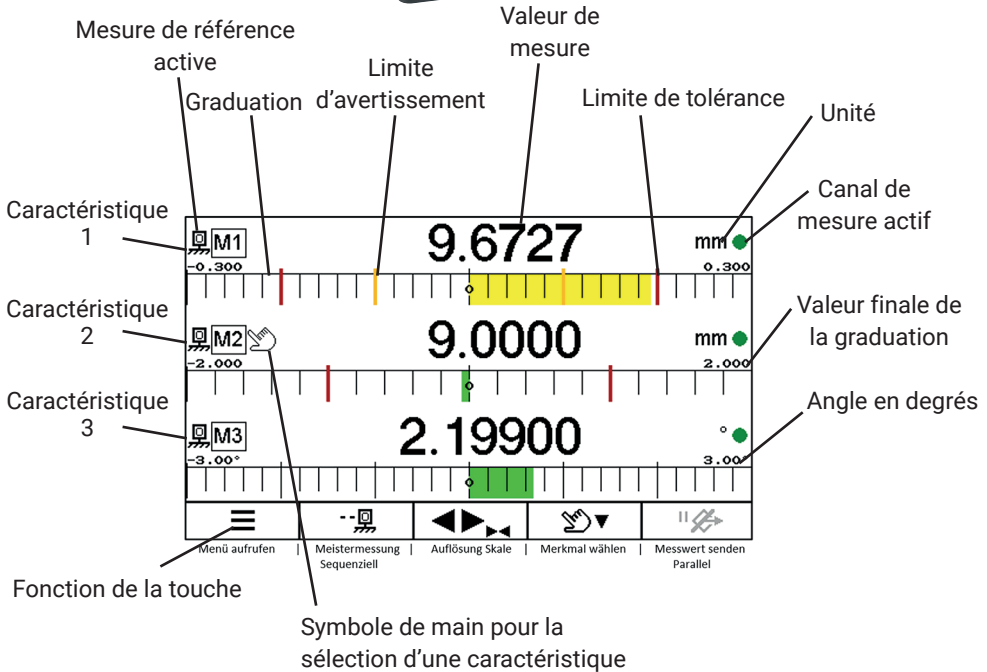 Valeur de
mesure
Mesure de référence
active
Limite
d'avertissement
Graduation
Limite de tolérance
Unité
Canal de
mesure actif
Caractéristique
1
M1
9.6727
mm
-0.300
0.300
Caractéristique
2
M2
9.0000
mm
-2.000
2.000
Valeur finale de
la graduation
Caractéristique
3
M3
2.19900
°
-3.00°
3.00°
Angle en degrés
Menü aufrufen | Meistermessung | Auflösung Skale | Merkmal wählen | Messwert senden
Sequenziell
Parallel
Fonction de la touche
Symbole de main pour la
sélection d'une caractéristique